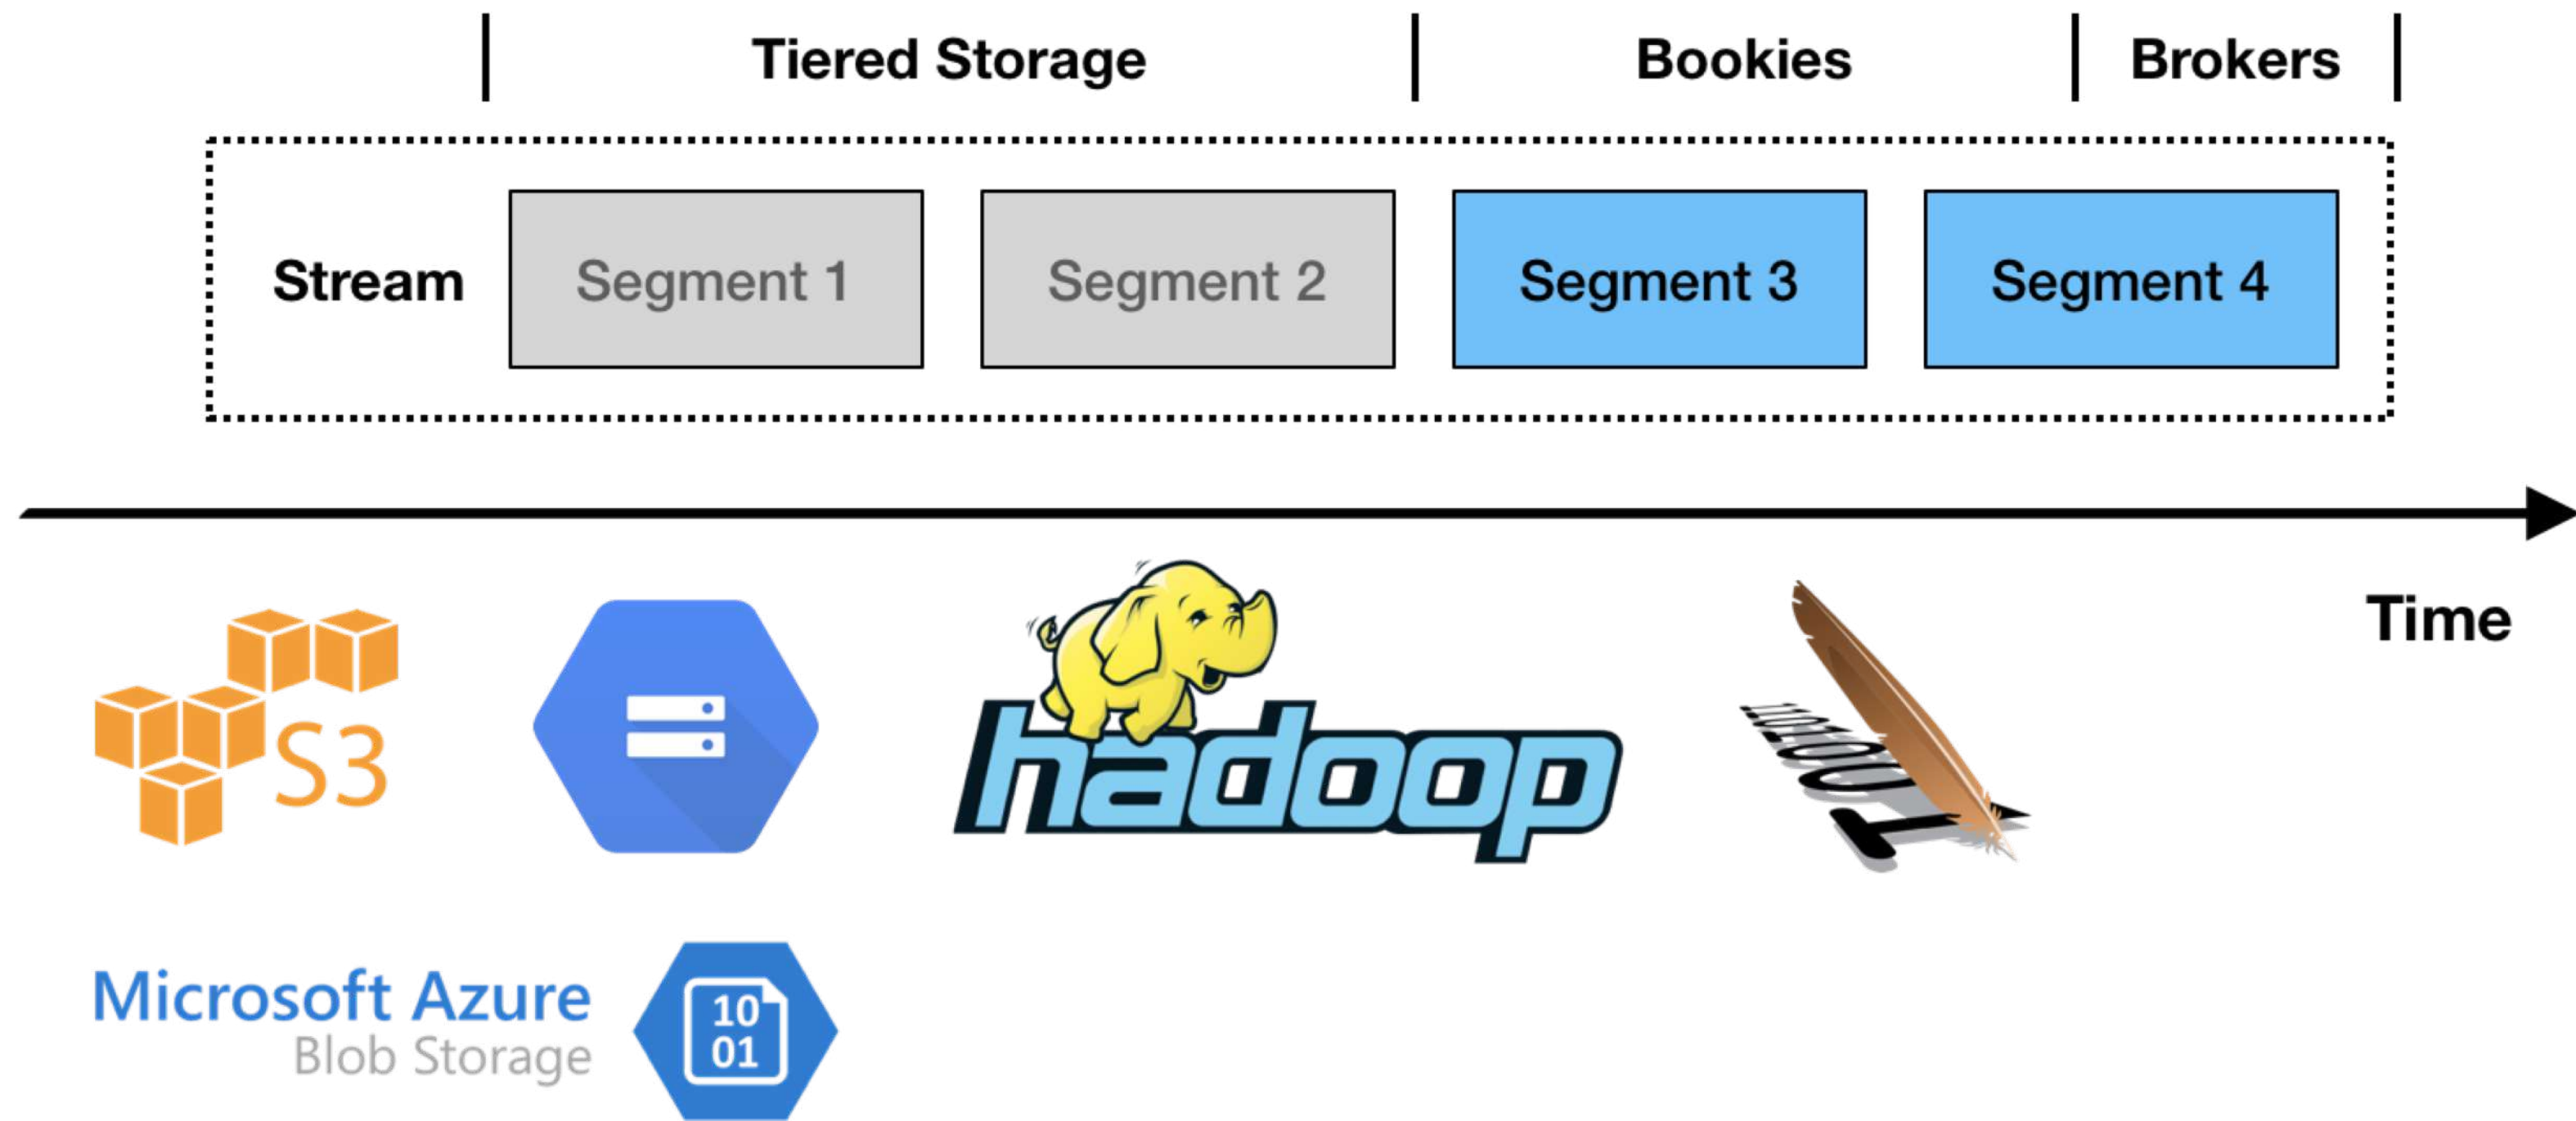 Tiered Storage Bookies Brokers
Stream Segment 1 Segment 2 Segment 3 Segment 4
Time
S3
hadoop
Microsoft Azure
Blob Storage
10
01